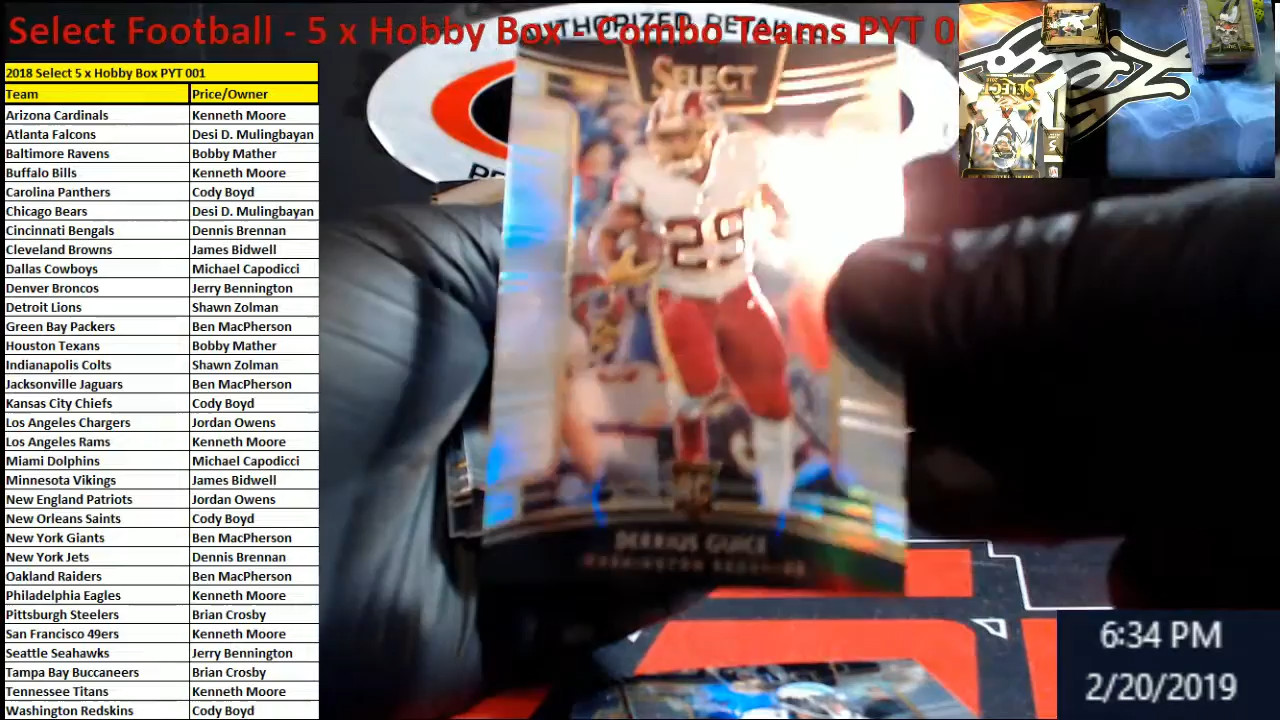 Select Football - 5 x Hobby Box - Combo Teams PYT 0
AUTHORIZED RETAIL
2018 Select 5 x Hobby Box PYT 001
Team Price/Owner
Arizona Cardinals Kenneth Moore
Atlanta Falcons Desi D. Mulingbayan
Baltimore Ravens Bobby Mather
Buffalo Bills Kenneth Moore
Carolina Panthers Cody Boyd
Chicago Bears Desi D. Mulingbayan
Cincinnati Bengals Dennis Brennan
Cleveland Browns James Bidwell
Dallas Cowboys Michael Capodicci
Denver Broncos Jerry Bennington
Detroit Lions Shawn Zolman
Green Bay Packers Ben MacPherson
Houston Texans Bobby Mather
Indianapolis Colts Shawn Zolman
Jacksonville Jaguars Ben MacPherson
Kansas City Chiefs Cody Boyd
Los Angeles Chargers Jordan Owens
Los Angeles Rams Kenneth Moore
Miami Dolphins Michael Capodicci
Minnesota Vikings James Bidwell
New England Patriots Jordan Owens
New Orleans Saints Cody Boyd
New York Giants Ben MacPherson
New York Jets Dennis Brennan
Oakland Raiders Ben MacPherson
Philadelphia Eagles Kenneth Moore
Pittsburgh Steelers Brian Crosby
San Francisco 49ers Kenneth Moore
Seattle Seahawks Jerry Bennington
Tampa Bay Buccaneers Brian Crosby
Tennessee Titans Kenneth Moore
Washington Redskins Cody Boyd
SELECT
29
RC
DERRIUS GUICE
WASHINGTON REDSKINS
SELECT
6:34 PM
2/20/2019